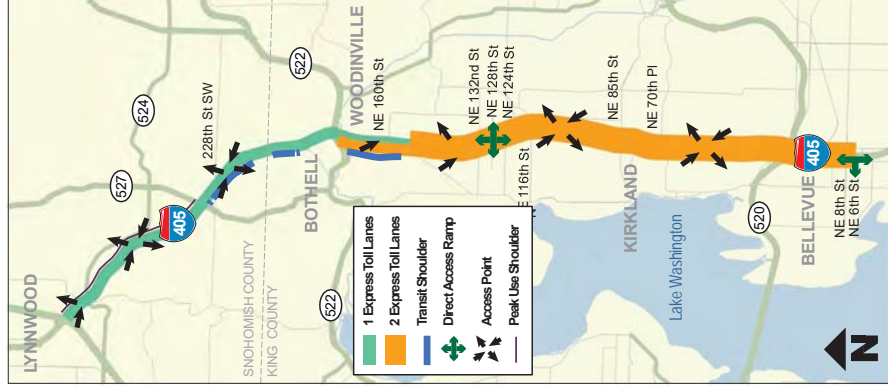 LYNNWOOD
524
527
405
228th St SW
SNOHOMISH COUNTY
KING COUNTY
522
BOTHELL
WOODINVILLE
NE 160th St
522
1 Express Toll Lanes
2 Express Toll Lanes
Transit Shoulder
Direct Access Ramp
Access Point
Peak Use Shoulder
NE 132nd St
NE 128th St
NE 124th St
E 116th St
NE 85th St
NE 70th Pl
KIRKLAND
Lake Washington
520
405
BELLEVUE
NE 8th St
NE 6th St
N